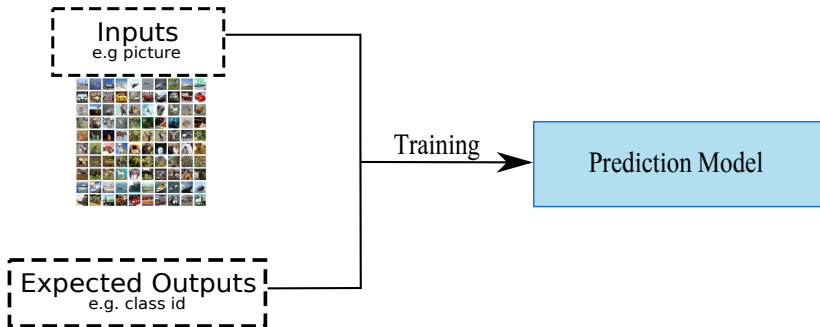 Inputs
e.g picture
Training
Prediction Model
Expected Outputs
e.g. class id